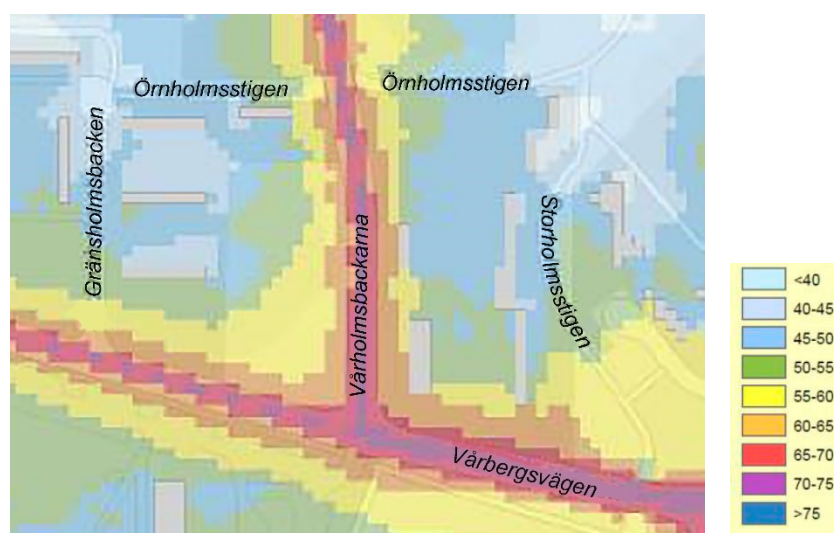 Örnholmsstigen
Örnholmsstigen
Gränsholmsbacken
Vårholmsbackarna
Storholmsstigen
Vårbergsvägen
<40
40-45
45-50
50-55
55-60
60-65
65-70
70-75
>75